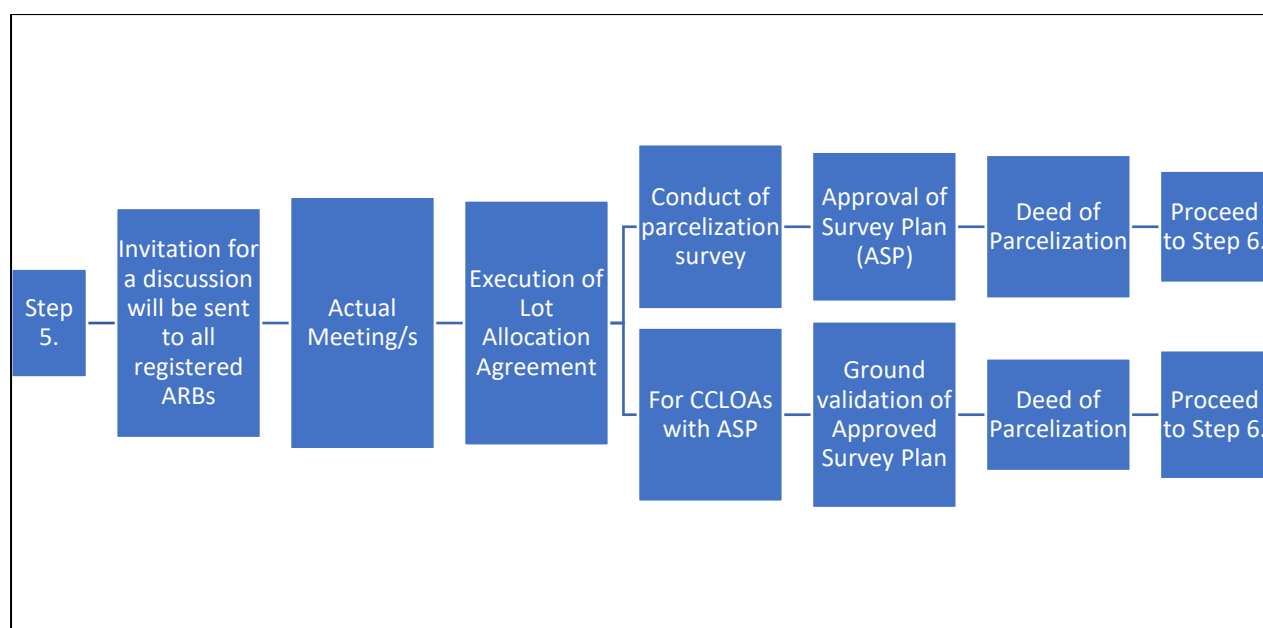 Step
5.
Invitation for
a discussion
will be sent
to all
registered
ARBs
Actual
Meeting/s
Execution of
Lot
Allocation
Agreement
Conduct of
parcelization
survey
Approval of
Survey Plan
(ASP)
Deed of
Parcelization
Proceed
to Step 6.
For CCLOAs
with ASP
Ground
validation of
Approved
Survey Plan
Deed of
Parcelization
Proceed
to Step 6.